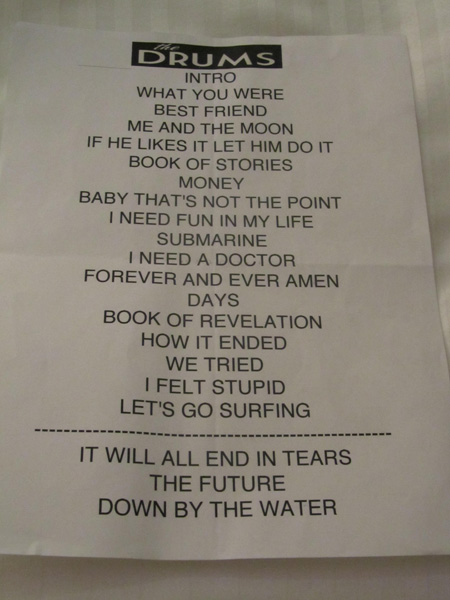 the
DRUMS
INTRO
WHAT YOU WERE
BEST FRIEND
ME AND THE MOON
IF HE LIKES IT LET HIM DO IT
BOOK OF STORIES
MONEY
BABY THAT'S NOT THE POINT
I NEED FUN IN MY LIFE
SUBMARINE
I NEED A DOCTOR
FOREVER AND EVER AMEN
DAYS
BOOK OF REVELATION
HOW IT ENDED
WE TRIED
I FELT STUPID
LET'S GO SURFING
IT WILL ALL END IN TEARS
THE FUTURE
DOWN BY THE WATER